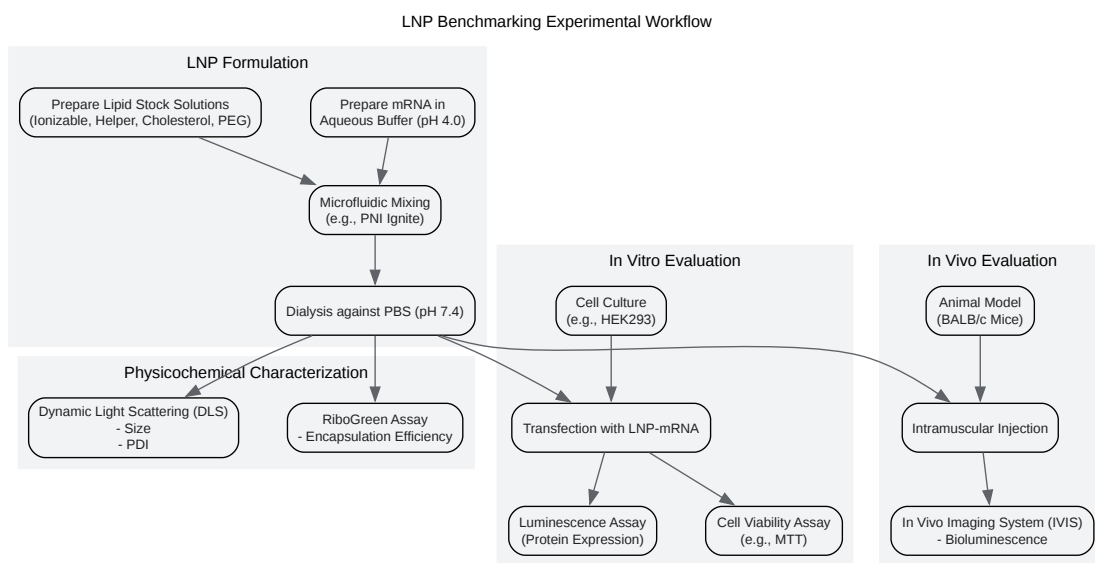 LNP Benchmarking Experimental Workflow
LNP Formulation
Prepare Lipid Stock Solutions
(Ionizable, Helper, Cholesterol, PEG)
Prepare mRNA in
Aqueous Buffer (pH 4.0)
Microfluidic Mixing
(e.g., PNI Ignite)
Dialysis against PBS (pH 7.4)
Physicochemical Characterization
Dynamic Light Scattering (DLS)
- Size
- PDI
RiboGreen Assay
- Encapsulation Efficiency
In Vitro Evaluation
Cell Culture
(e.g., HEK293)
Transfection with LNP-mRNA
Luminescence Assay
(Protein Expression)
Cell Viability Assay
(e.g., MTT)
In Vivo Evaluation
Animal Model
(BALB/c Mice)
Intramuscular Injection
In Vivo Imaging System (IVIS)
- Bioluminescence